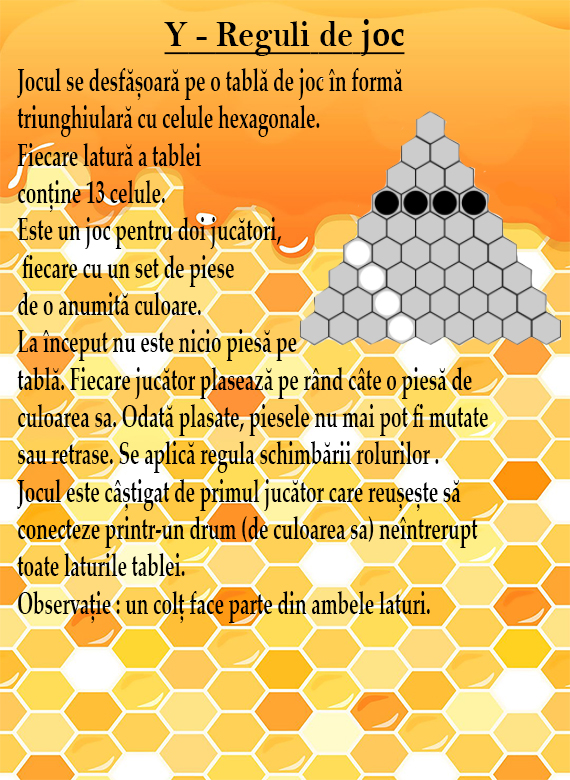 Y - Reguli de joc
Jocul se desfășoară pe o tablă de joc în formă
triunghiulară cu celule hexagonale.
Fiecare latură a tablei
conține 13 celule.
Este un joc pentru doi jucători,
fiecare cu un set de piese
de o anumită culoare.
La început nu este nicio piesă pe
tablă. Fiecare jucător plasează pe rând câte o piesă de
culoarea sa. Odată plasate, piesele nu mai pot fi mutate
sau retrase. Se aplică regula schimbării rolurilor .
Jocul este câștigat de primul jucător care reușește să
conecteze printr-un drum (de culoarea sa) neîntrerupt
toate laturile tablei.
Observație : un colț face parte din ambele laturi.